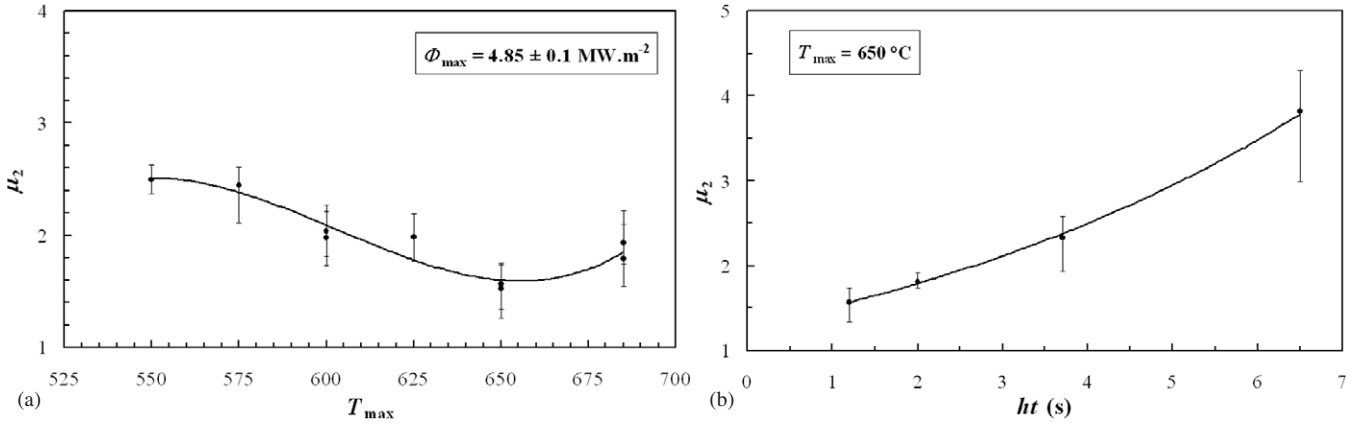 4
3
2
1
μ₂
Φmax = 4.85 ± 0.1 MW.m⁻²
525 550 575 600 625 650 675 700
Tmax
(a)
5
4
3
2
1
μ₂
Tmax = 650 °C
0 1 2 3 4 5 6 7
ht (s)
(b)